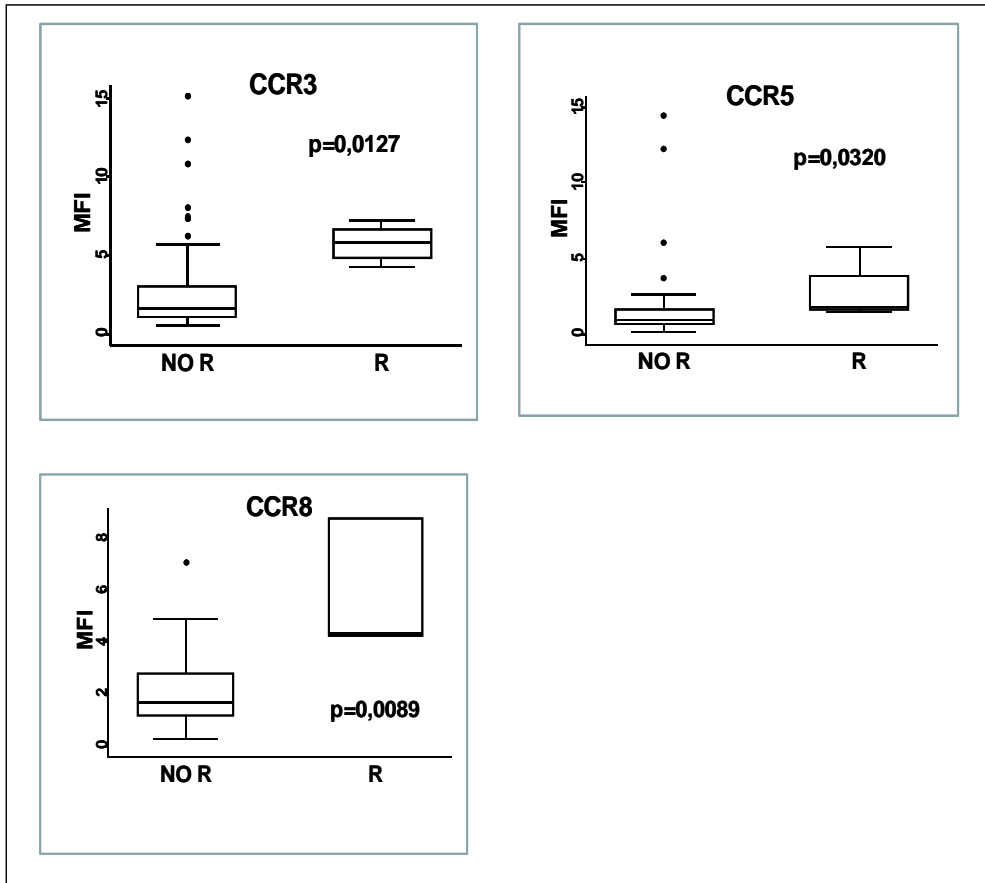 CCR3
p=0,0127
MFI
15
10
5
0
NO R
R
CCR5
p=0,0320
MFI
15
10
5
0
NO R
R
CCR8
p=0,0089
MFI
8
6
4
2
0
NO R
R